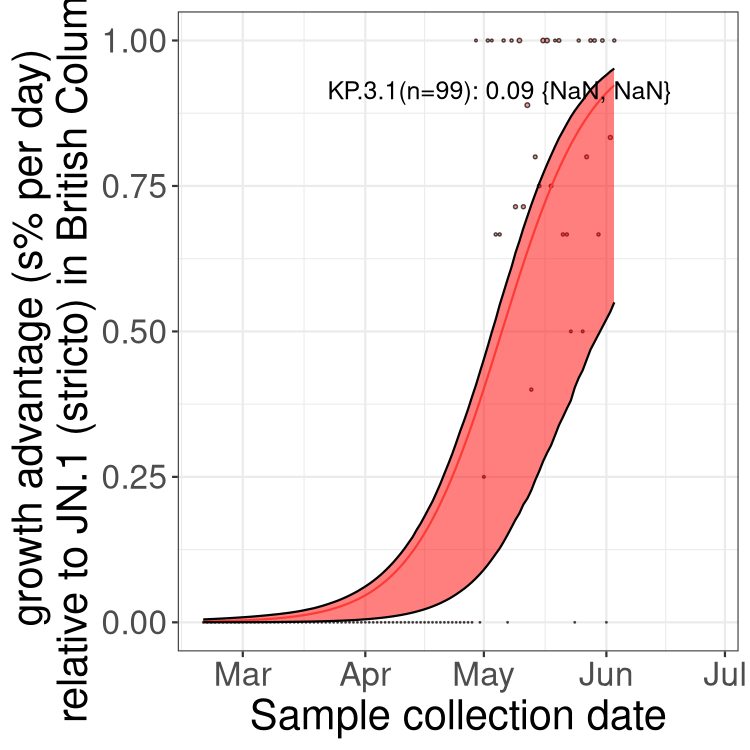 growth advantage (s% per day)
relative to JN.1 (stricto) in British Colum
1.00
0.75
0.50
0.25
0.00
KP.3.1(n=99): 0.09 {NaN, NaN}
Mar Apr May Jun Jul
Sample collection date